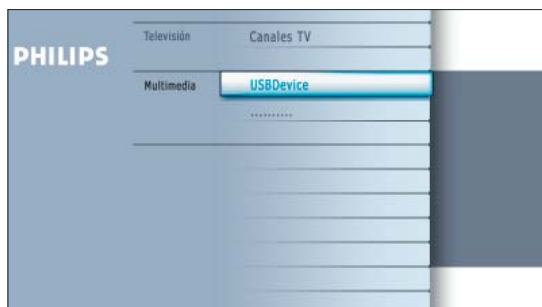 Televisión Canales TV
PHILIPS
Multimedia USBDevice
..........